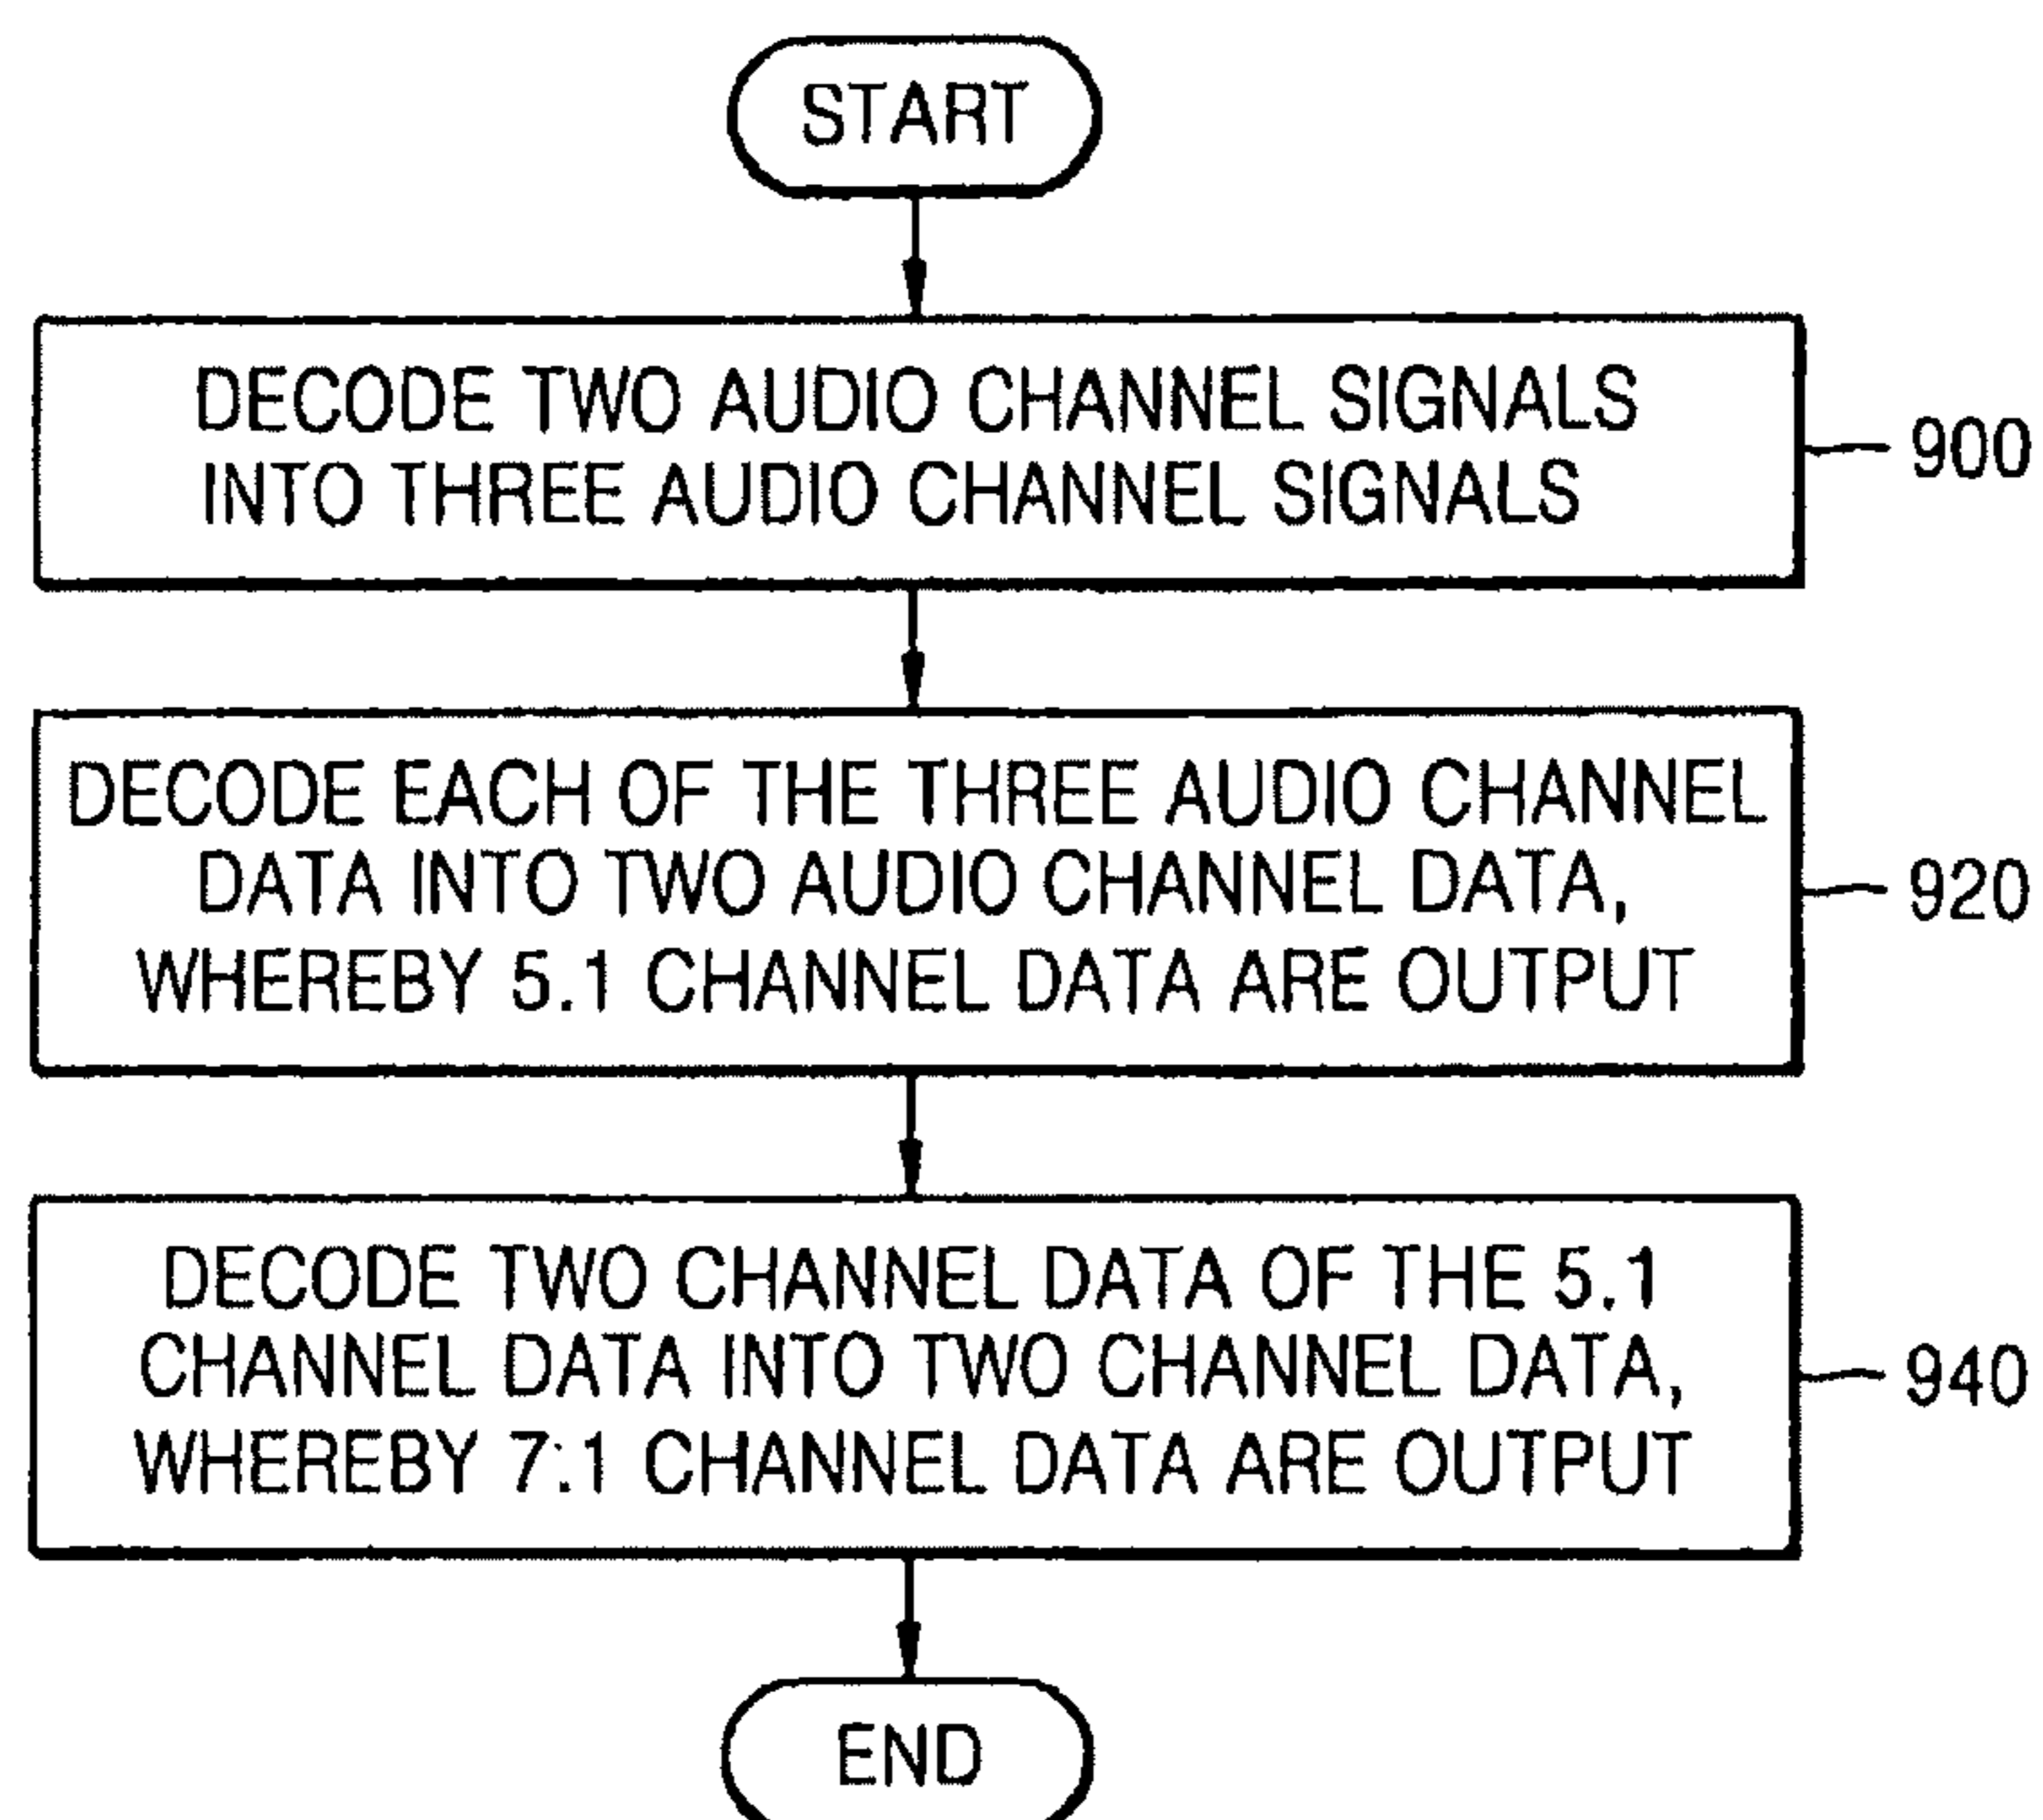 START
DECODE TWO AUDIO CHANNEL SIGNALS
INTO THREE AUDIO CHANNEL SIGNALS
900
DECODE EACH OF THE THREE AUDIO CHANNEL
DATA INTO TWO AUDIO CHANNEL DATA,
WHEREBY 5.1 CHANNEL DATA ARE OUTPUT
920
DECODE TWO CHANNEL DATA OF THE 5.1
CHANNEL DATA INTO TWO CHANNEL DATA,
WHEREBY 7.1 CHANNEL DATA ARE OUTPUT
940
END